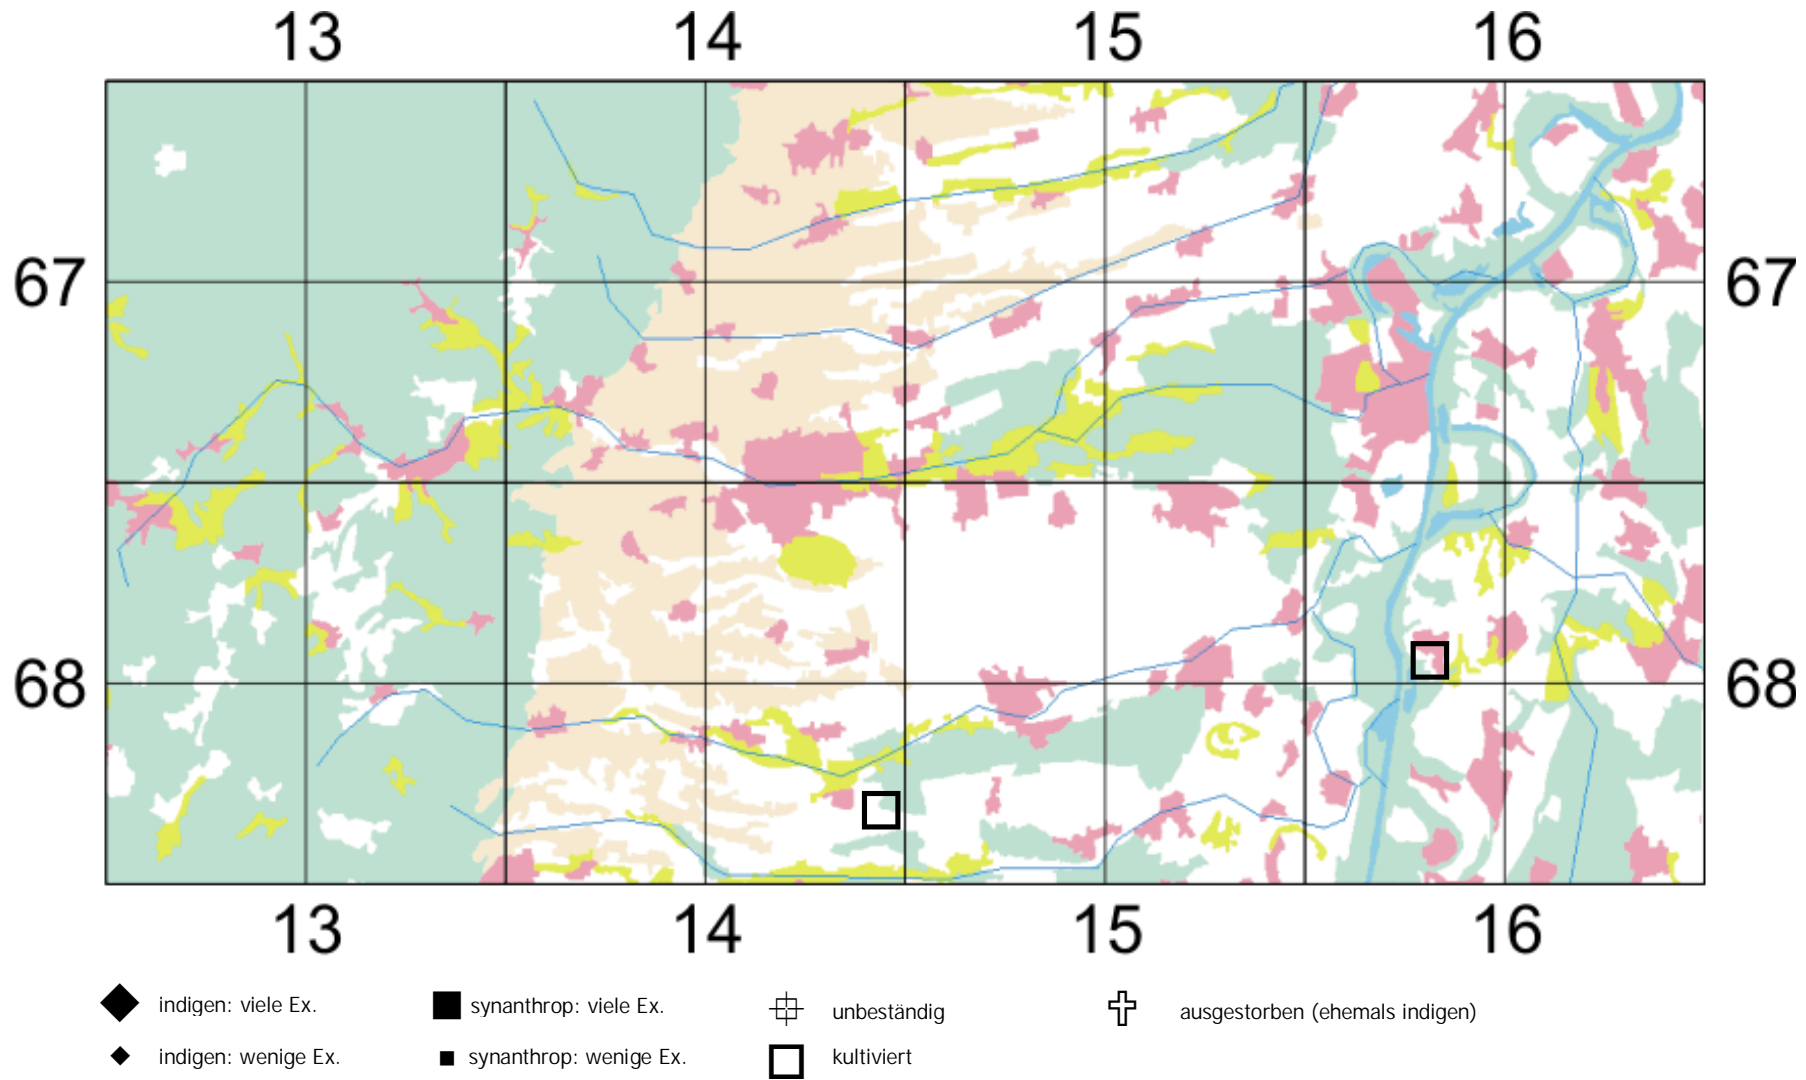 13 14 15 16
67 67
68 68
13 14 15 16
indigen: viele Ex. synanthrop: viele Ex. unbeständig ausgestorben (ehemals indigen)
indigen: wenige Ex. synanthrop: wenige Ex. kultiviert